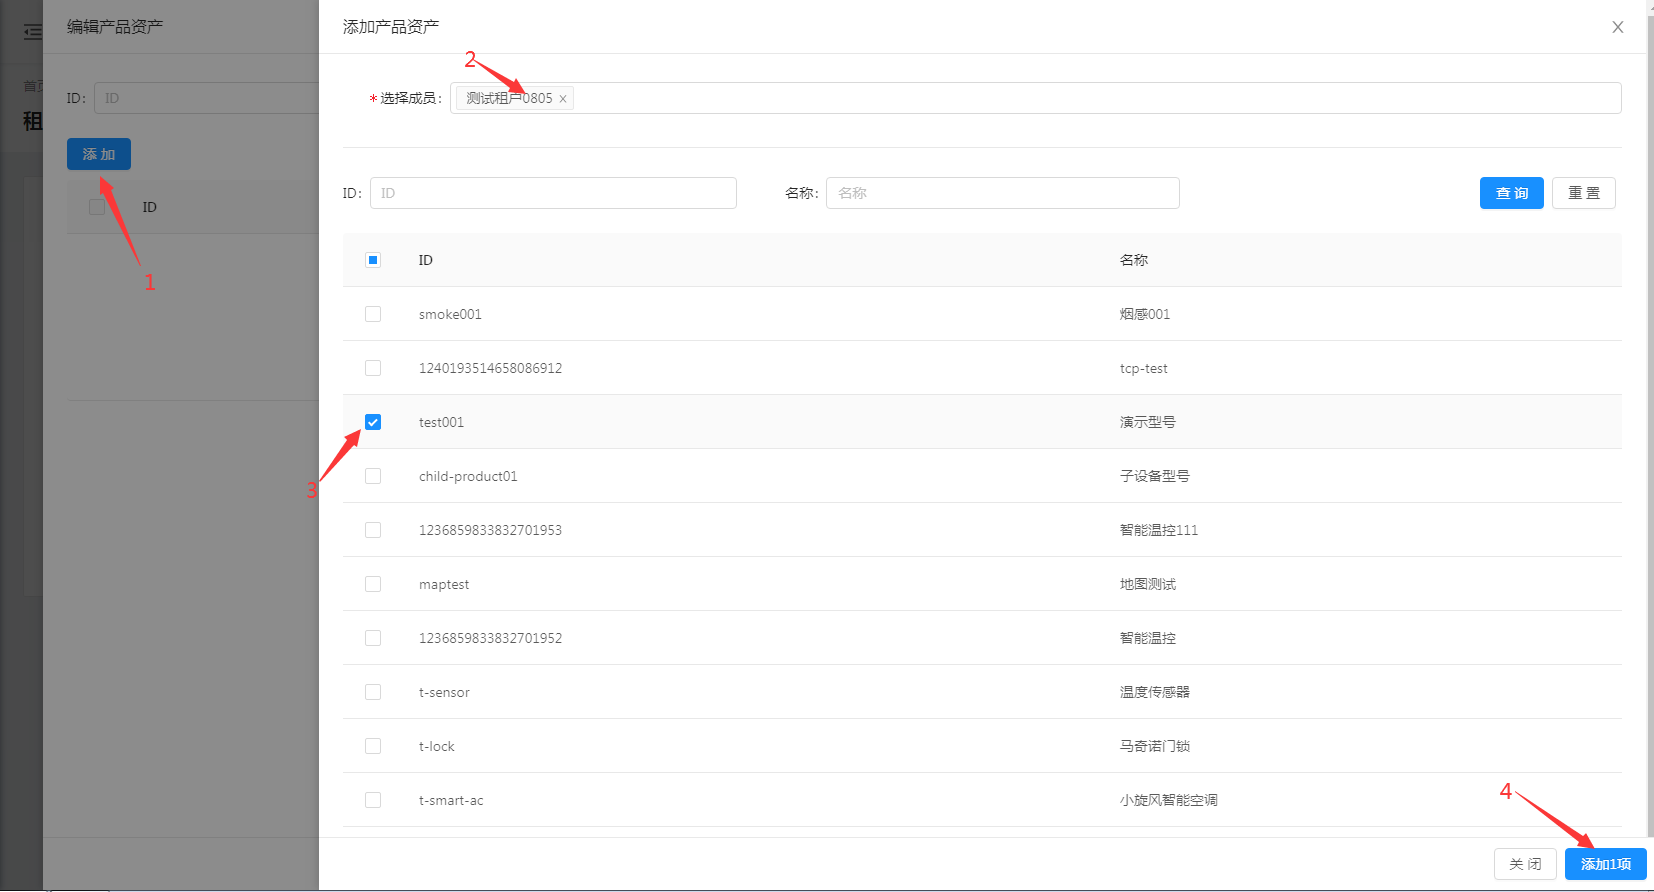 编辑产品资产
添加产品资产
X
首页
ID: ID
2
* 选择成员: 测试租户0805 x
租
添 加
1
ID
ID: ID
名称: 名称
查 询
重 置
ID 名称
smoke001 烟感001
1240193514658086912 tcp-test
test001 演示型号
3
child-product01 子设备型号
1236859833832701953 智能温控111
maptest 地图测试
1236859833832701952 智能温控
t-sensor 温度传感器
t-lock 马奇诺门锁
t-smart-ac 小旋风智能空调
4
关 闭
添加1项